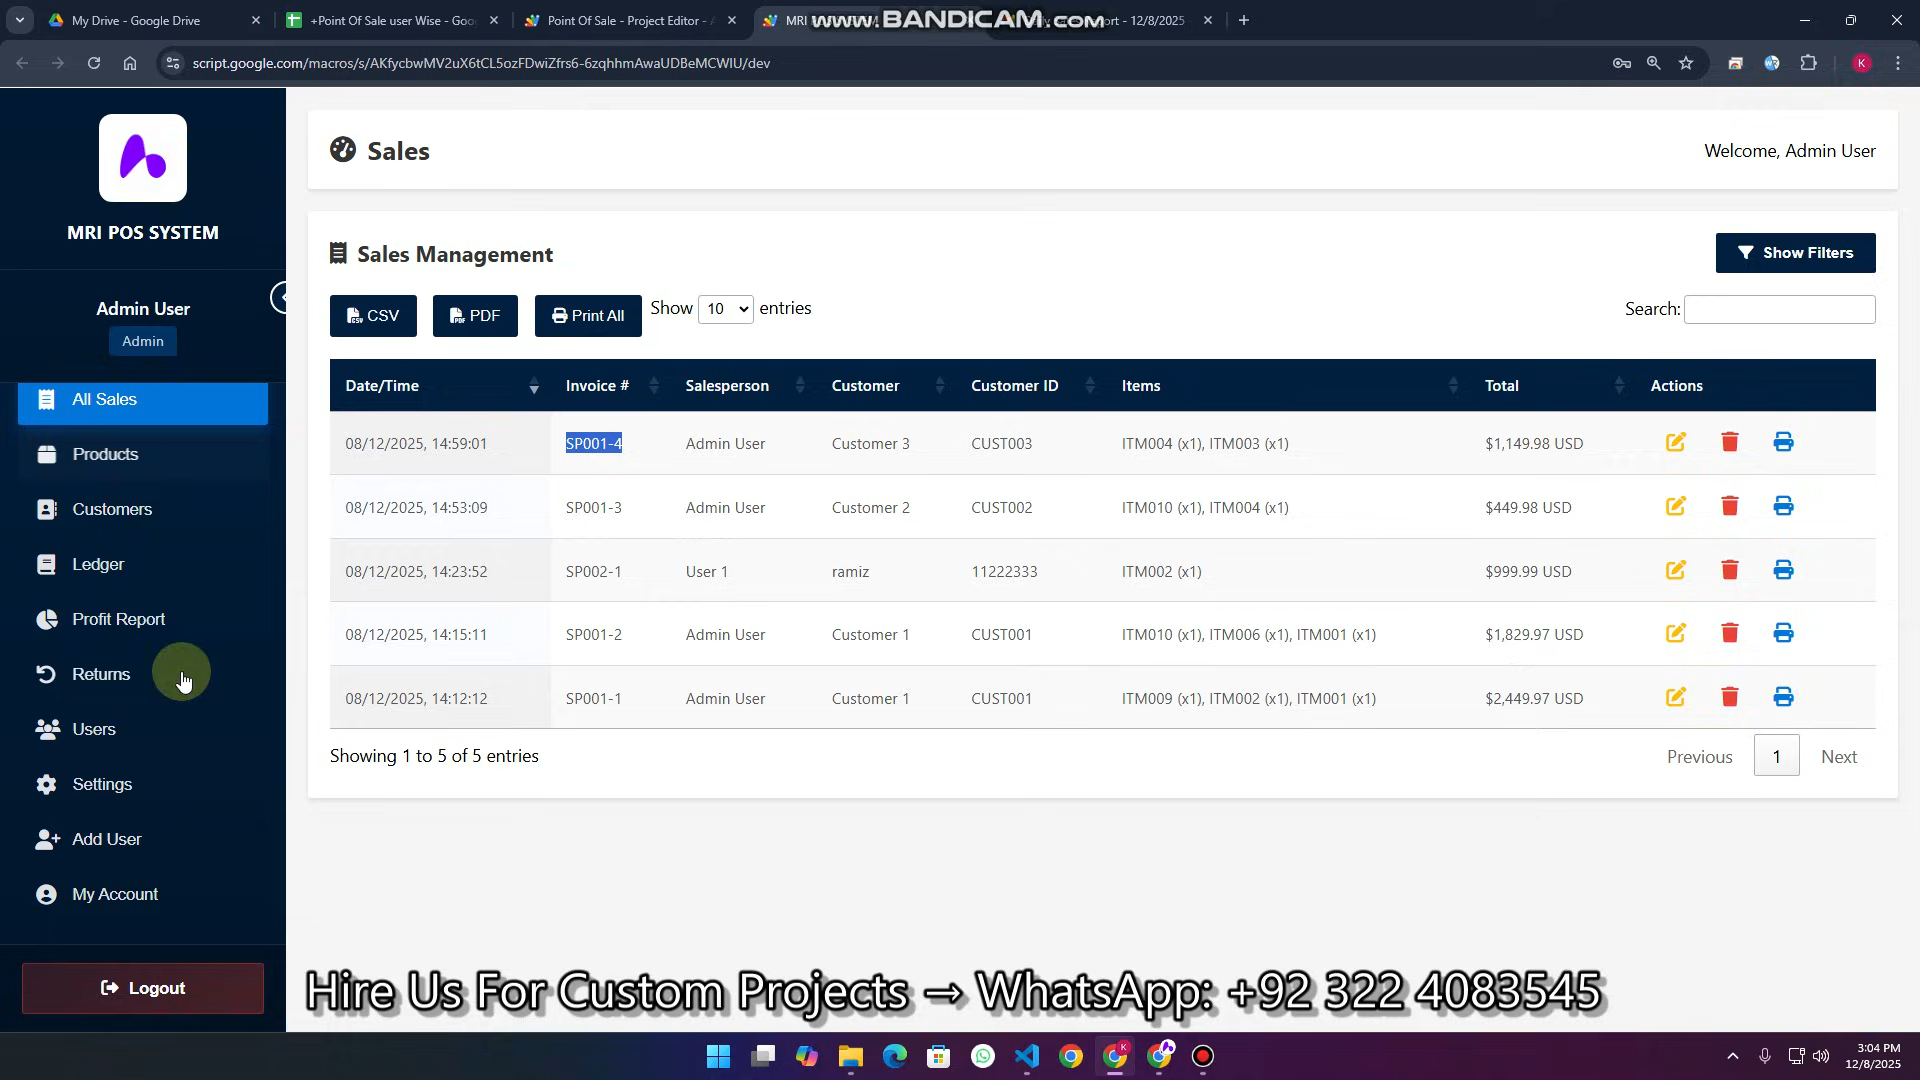 My Drive - Google Drive
+Point Of Sale user Wise - Goo
Point Of Sale - Project Editor -
MRI
www.BANDICAM.com
port - 12/8/2025
script.google.com/macros/s/AKfycbwMV2uX6tCL5ozFDwiZfrs6-6zqhhmAwaUDBeMCWIU/dev
K
MRI POS SYSTEM
Admin User
Admin
All Sales
Products
Customers
Ledger
Profit Report
Returns
Users
Settings
Add User
My Account
Logout
Sales
Welcome, Admin User
Sales Management
Show Filters
CSV
PDF
Print All
Show 10 entries
Search:
Date/Time Invoice # Salesperson Customer Customer ID Items Total Actions
08/12/2025, 14:59:01 SP001-4 Admin User Customer 3 CUST003 ITM004 (x1), ITM003 (x1) $1,149.98 USD
08/12/2025, 14:53:09 SP001-3 Admin User Customer 2 CUST002 ITM010 (x1), ITM004 (x1) $449.98 USD
08/12/2025, 14:23:52 SP002-1 User 1 ramiz 11222333 ITM002 (x1) $999.99 USD
08/12/2025, 14:15:11 SP001-2 Admin User Customer 1 CUST001 ITM010 (x1), ITM006 (x1), ITM001 (x1) $1,829.97 USD
08/12/2025, 14:12:12 SP001-1 Admin User Customer 1 CUST001 ITM009 (x1), ITM002 (x1), ITM001 (x1) $2,449.97 USD
Showing 1 to 5 of 5 entries
Previous 1 Next
Hire Us For Custom Projects → WhatsApp: +92 322 4083545
3:04 PM
12/8/2025